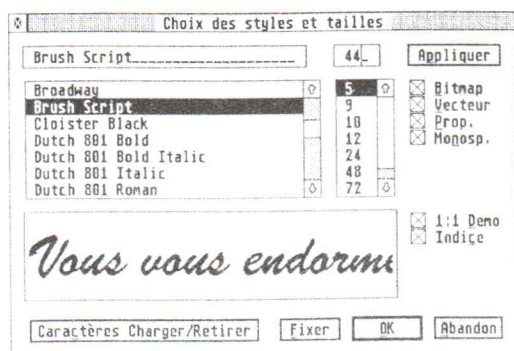 Choix des styles et tailles
Brush Script 44 Appliquer
Broadway 5 Bitmap
Brush Script 9 Vecteur
Cloister Black 10 Prop.
Dutch 801 Bold 12 Monosp.
Dutch 801 Bold Italic 24
Dutch 801 Italic 48
Dutch 801 Roman 72
1:1 Demo
Indice
Vous vous endorme
Caractères Charger/Retirer Fixer OK Abandon